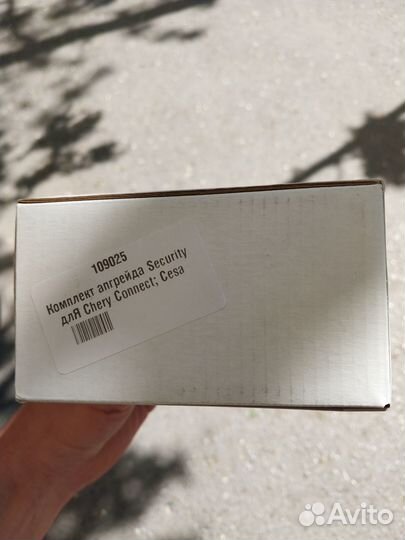 109025
Комплект апгрейда Security
длЯ Chery Connect; Cesa
Avito